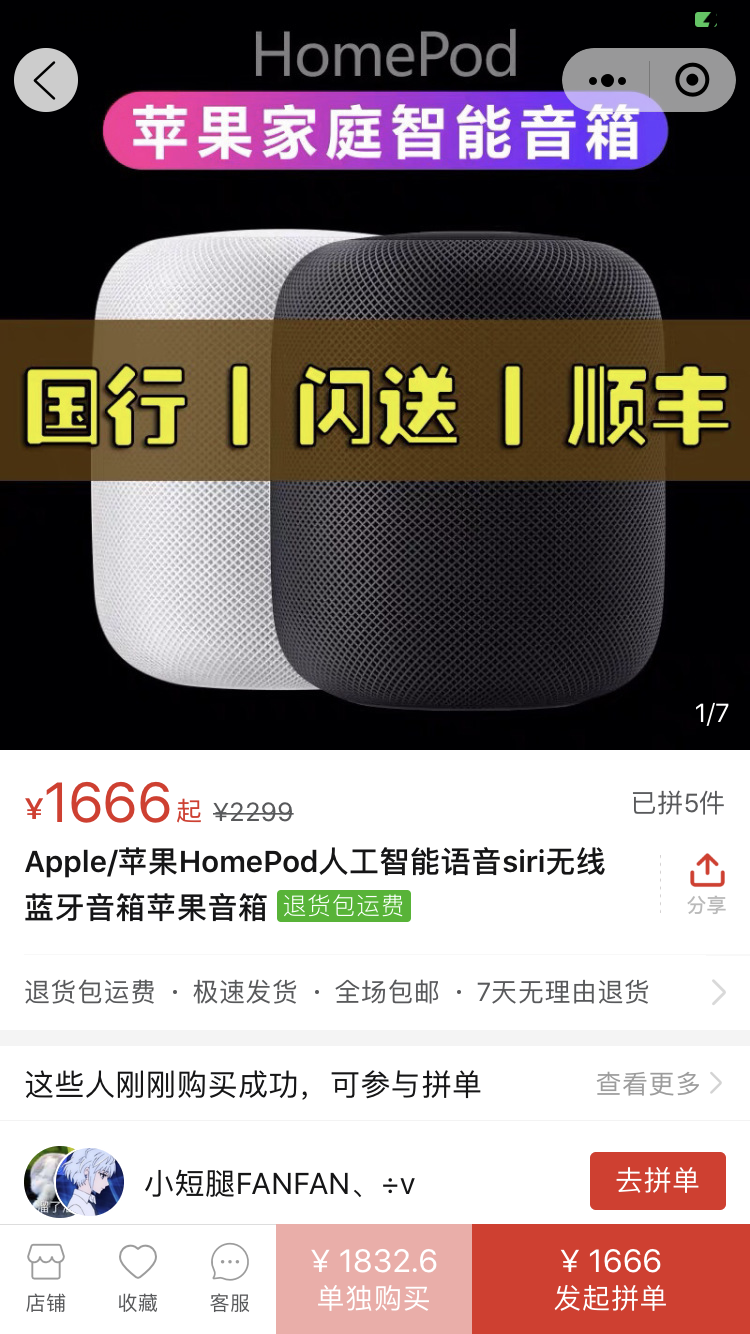 HomePod
苹果家庭智能音箱
国行 | 闪送 | 顺丰
1/7
¥1666起 ¥2299 已拼5件
Apple/苹果HomePod人工智能语音siri无线
蓝牙音箱苹果音箱 退货包运费
分享
退货包运费 · 极速发货 · 全场包邮 · 7天无理由退货
这些人刚刚购买成功，可参与拼单 查看更多
小短腿FANFAN、÷v 去拼单
店铺 收藏 客服
¥ 1832.6
单独购买
¥ 1666
发起拼单